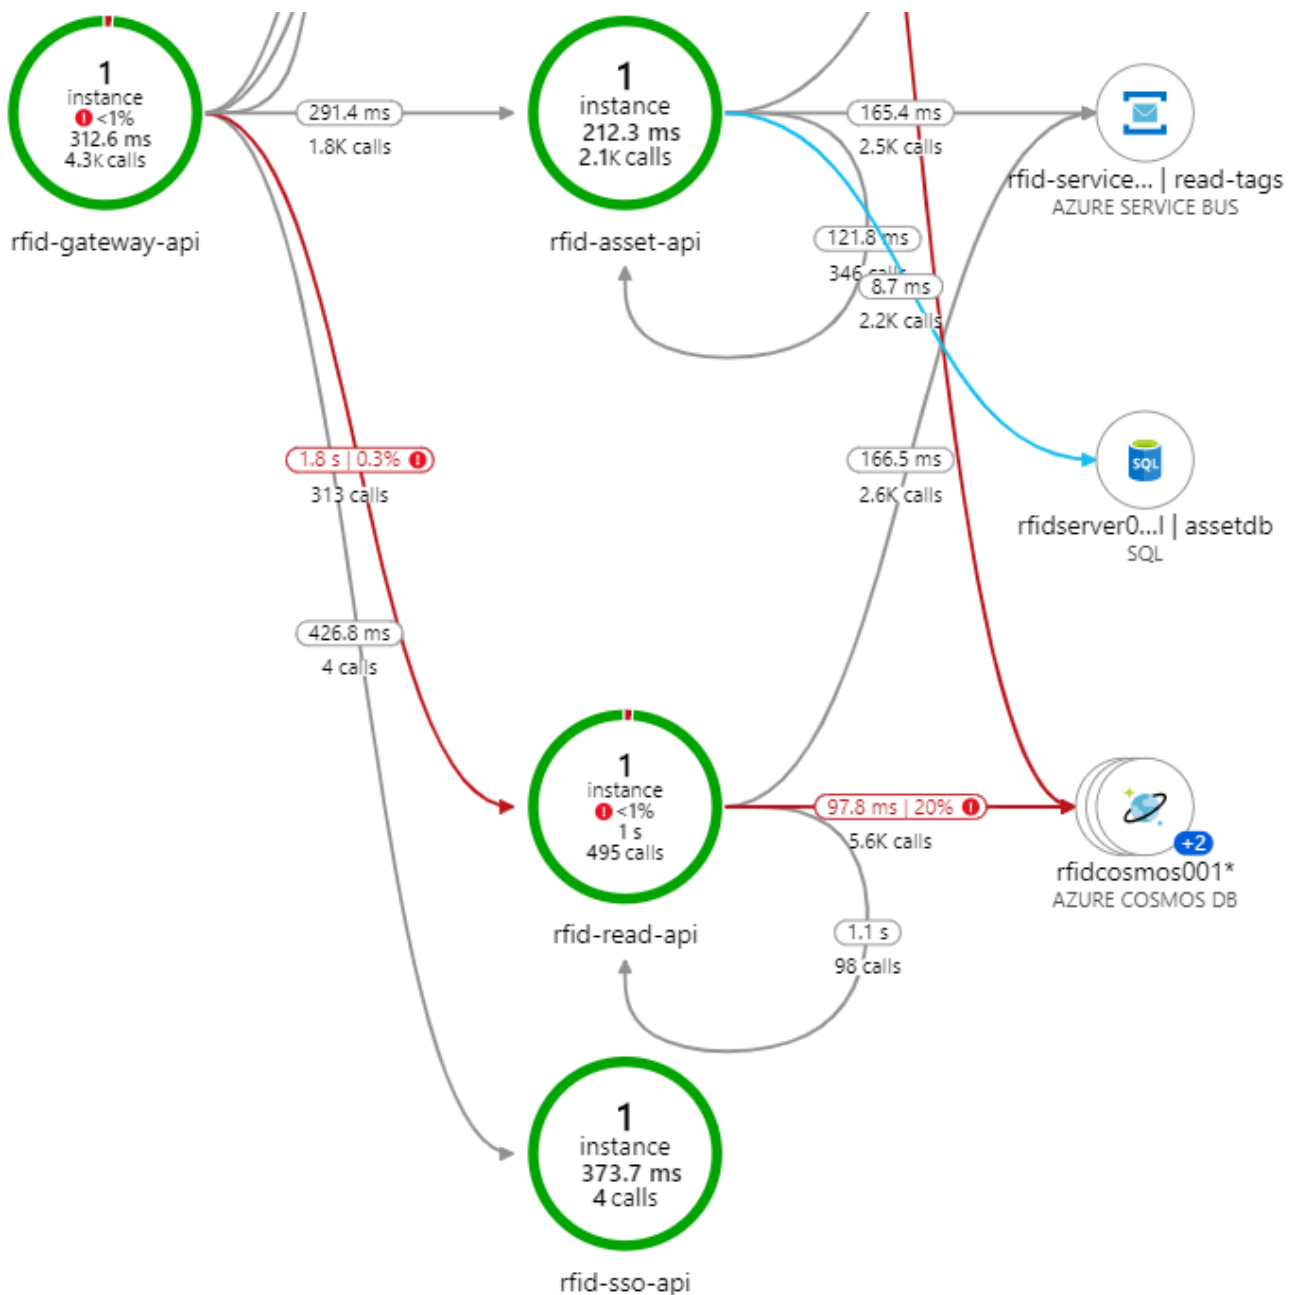 1
instance
<1%
312.6 ms
4.3K calls
rfid-gateway-api
291.4 ms
1.8K calls
1
instance
212.3 ms
2.1K calls
rfid-asset-api
165.4 ms
2.5K calls
rfid-service... | read-tags
AZURE SERVICE BUS
121.8 ms
346 calls
8.7 ms
2.2K calls
1.8 s | 0.3%
313 calls
166.5 ms
2.6K calls
SQL
rfidserver0...l | assetdb
SQL
426.8 ms
4 calls
1
instance
<1%
1 s
495 calls
rfid-read-api
97.8 ms | 20%
5.6K calls
+2
rfidcosmos001*
AZURE COSMOS DB
1.1 s
98 calls
1
instance
373.7 ms
4 calls
rfid-sso-api